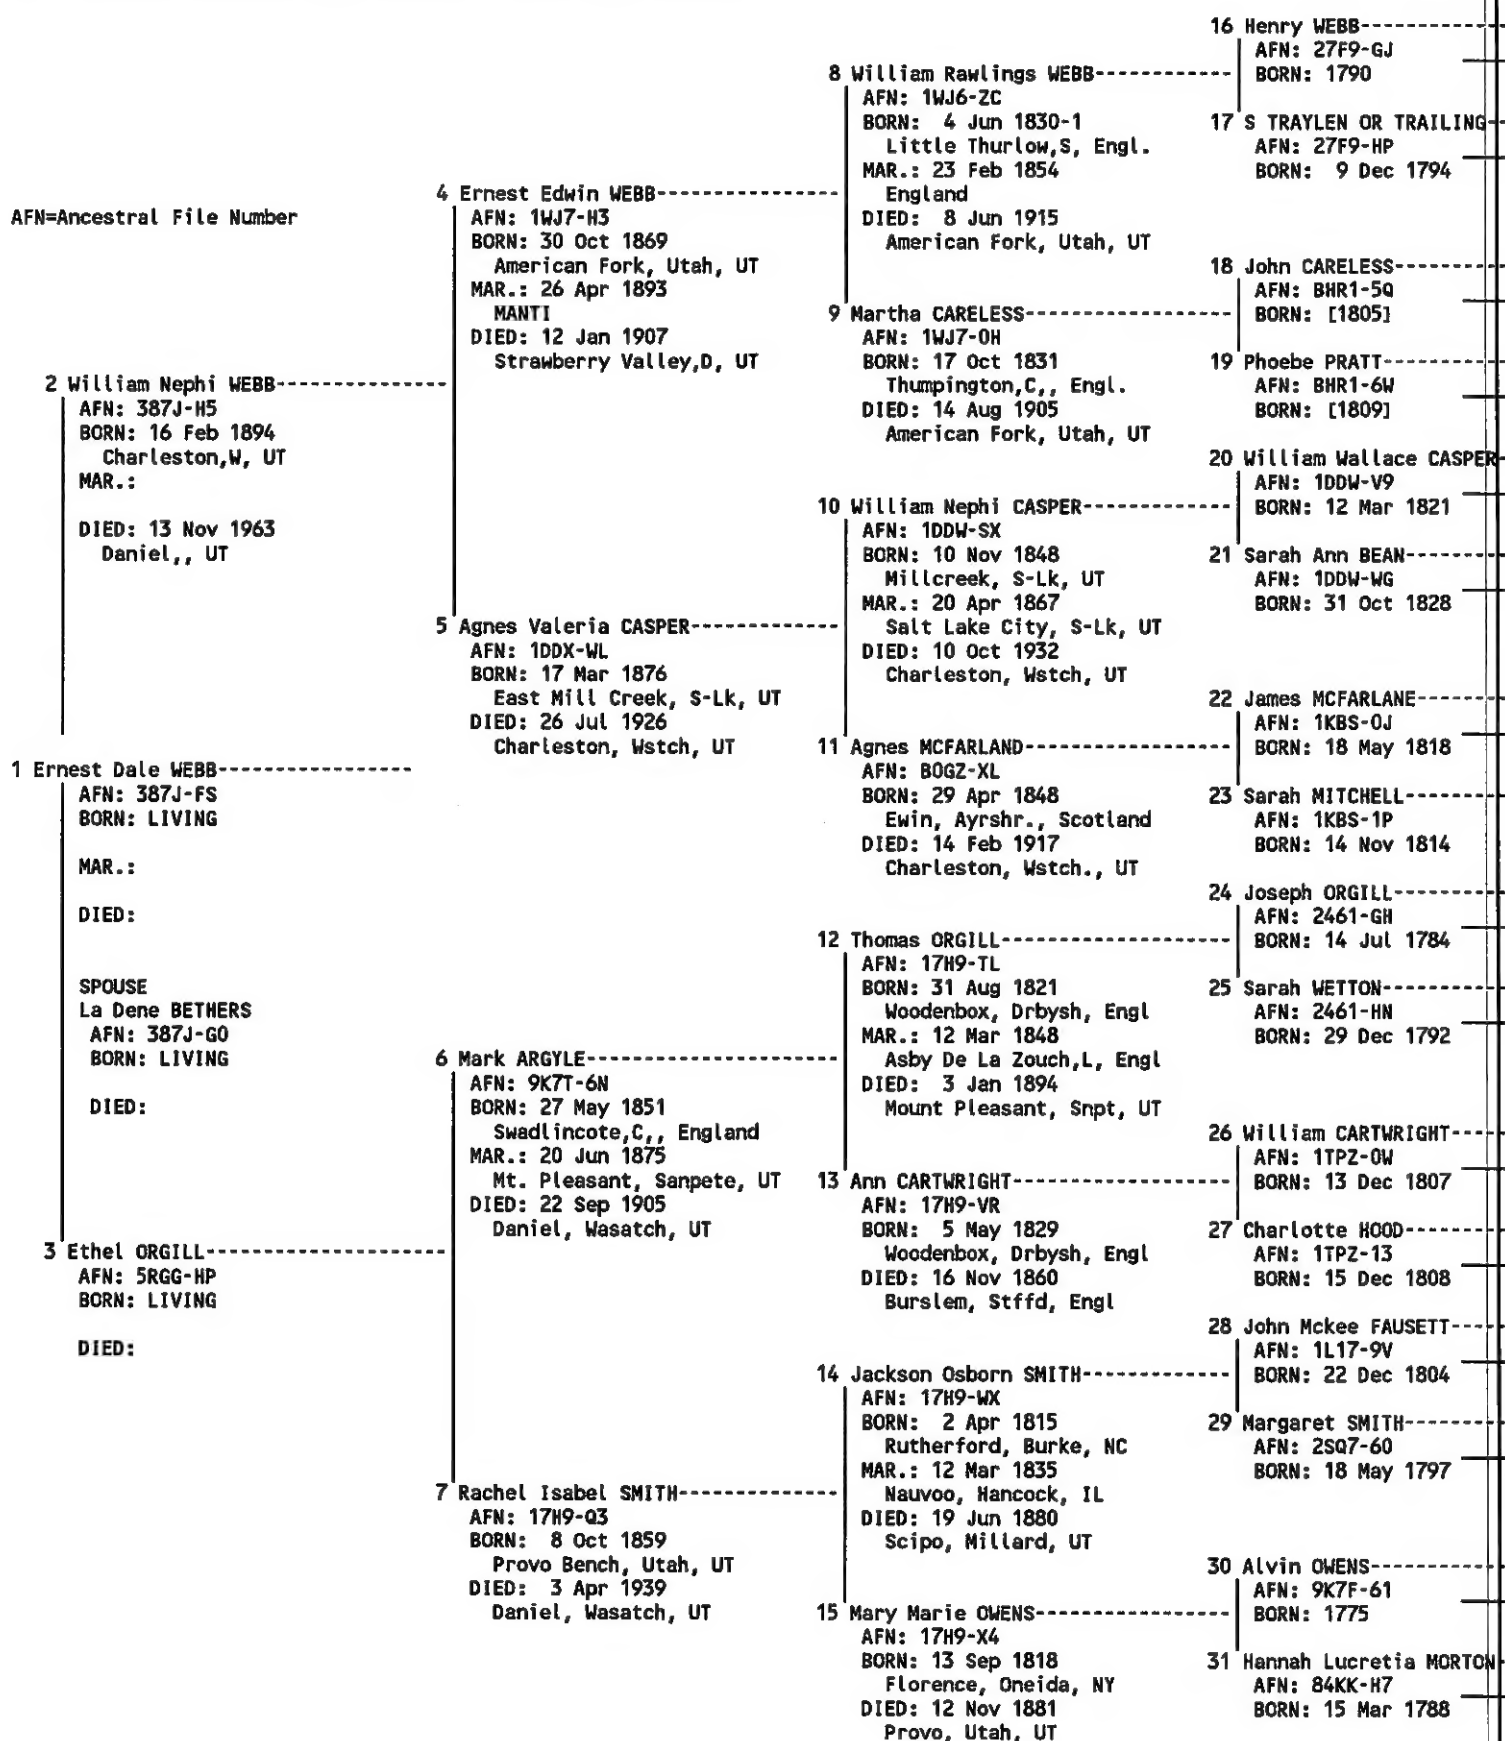 AFN=Ancestral File Number
1 Ernest Dale WEBB----------------
AFN: 387J-FS
BORN: LIVING
MAR.:
DIED:
SPOUSE
La Dene BETHERS
AFN: 387J-G0
BORN: LIVING
DIED:
2 William Nephi WEBB--------------
AFN: 387J-H5
BORN: 16 Feb 1894
Charleston,W, UT
MAR.:
DIED: 13 Nov 1963
Daniel,, UT
3 Ethel ORGILL--------------------
AFN: 5RGG-HP
BORN: LIVING
DIED:
4 Ernest Edwin WEBB---------------
AFN: 1WJ7-H3
BORN: 30 Oct 1869
American Fork, Utah, UT
MAR.: 26 Apr 1893
MANTI
DIED: 12 Jan 1907
Strawberry Valley,D, UT
5 Agnes Valeria CASPER------------
AFN: 1DDX-WL
BORN: 17 Mar 1876
East Mill Creek, S-Lk, UT
DIED: 26 Jul 1926
Charleston, Wstch, UT
6 Mark ARGYLE---------------------
AFN: 9K7T-6N
BORN: 27 May 1851
Swadlincote,C,, England
MAR.: 20 Jun 1875
Mt. Pleasant, Sanpete, UT
DIED: 22 Sep 1905
Daniel, Wasatch, UT
7 Rachel Isabel SMITH-------------
AFN: 17H9-Q3
BORN:  8 Oct 1859
Provo Bench, Utah, UT
DIED:  3 Apr 1939
Daniel, Wasatch, UT
8 William Rawlings WEBB-----------
AFN: 1WJ6-ZC
BORN:  4 Jun 1830-1
Little Thurlow,S, Engl.
MAR.: 23 Feb 1854
England
DIED:  8 Jun 1915
American Fork, Utah, UT
9 Martha CARELESS-----------------
AFN: 1WJ7-0H
BORN: 17 Oct 1831
Thumpington,C,, Engl.
DIED: 14 Aug 1905
American Fork, Utah, UT
10 William Nephi CASPER------------
AFN: 1DDW-SX
BORN: 10 Nov 1848
Millcreek, S-Lk, UT
MAR.: 20 Apr 1867
Salt Lake City, S-Lk, UT
DIED: 10 Oct 1932
Charleston, Wstch, UT
11 Agnes MCFARLAND-----------------
AFN: B0GZ-XL
BORN: 29 Apr 1848
Ewin, Ayrshr., Scotland
DIED: 14 Feb 1917
Charleston, Wstch., UT
12 Thomas ORGILL-------------------
AFN: 17H9-TL
BORN: 31 Aug 1821
Woodenbox, Drbysh, Engl
MAR.: 12 Mar 1848
Asby De La Zouch,L, Engl
DIED:  3 Jan 1894
Mount Pleasant, Snpt, UT
13 Ann CARTWRIGHT------------------
AFN: 17H9-VR
BORN:  5 May 1829
Woodenbox, Drbysh, Engl
DIED: 16 Nov 1860
Burslem, Stffd, Engl
14 Jackson Osborn SMITH------------
AFN: 17H9-WX
BORN:  2 Apr 1815
Rutherford, Burke, NC
MAR.: 12 Mar 1835
Nauvoo, Hancock, IL
DIED: 19 Jun 1880
Scipo, Millard, UT
15 Mary Marie OWENS----------------
AFN: 17H9-X4
BORN: 13 Sep 1818
Florence, Oneida, NY
DIED: 12 Nov 1881
Provo, Utah, UT
16 Henry WEBB-----------
AFN: 27F9-GJ
BORN: 1790
17 S TRAYLEN OR TRAILING-
AFN: 27F9-HP
BORN:  9 Dec 1794
18 John CARELESS--------
AFN: BHR1-5Q
BORN: [1805]
19 Phoebe PRATT---------
AFN: BHR1-6W
BORN: [1809]
20 William Wallace CASPER-
AFN: 1DDW-V9
BORN: 12 Mar 1821
21 Sarah Ann BEAN-------
AFN: 1DDW-WG
BORN: 31 Oct 1828
22 James MCFARLANE------
AFN: 1KBS-0J
BORN: 18 May 1818
23 Sarah MITCHELL-------
AFN: 1KBS-1P
BORN: 14 Nov 1814
24 Joseph ORGILL--------
AFN: 2461-GH
BORN: 14 Jul 1784
25 Sarah WETTON---------
AFN: 2461-HN
BORN: 29 Dec 1792
26 William CARTWRIGHT----
AFN: 1TPZ-0W
BORN: 13 Dec 1807
27 Charlotte HOOD-------
AFN: 1TPZ-13
BORN: 15 Dec 1808
28 John Mckee FAUSETT----
AFN: 1L17-9V
BORN: 22 Dec 1804
29 Margaret SMITH-------
AFN: 2SQ7-60
BORN: 18 May 1797
30 Alvin OWENS----------
AFN: 9K7F-61
BORN: 1775
31 Hannah Lucretia MORTON-
AFN: 84KK-H7
BORN: 15 Mar 1788